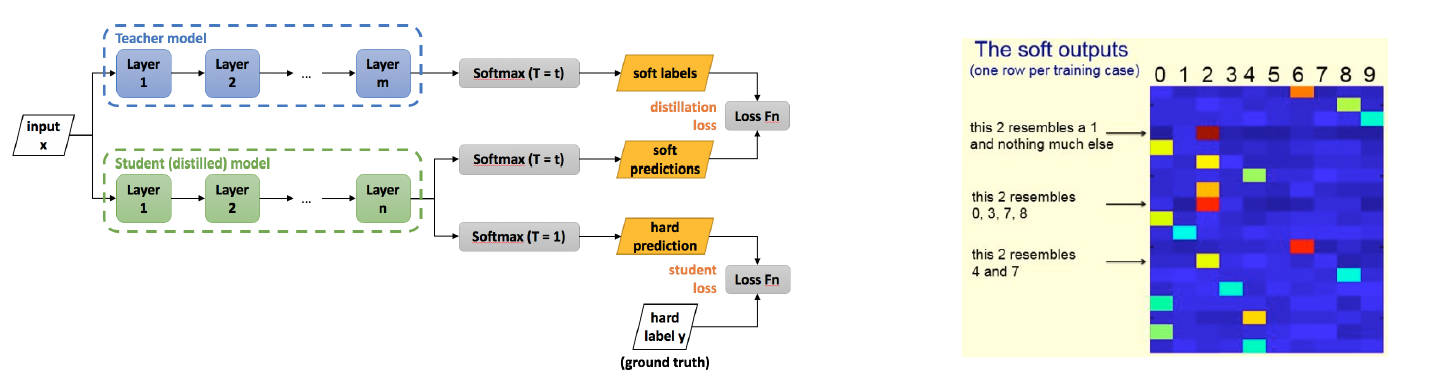 Teacher model
Layer
1
Layer
2
...
Layer
m
Softmax (T = t)
soft labels
input
x
distillation
loss
Loss Fn
Student (distilled) model
Layer
1
Layer
2
...
Layer
n
Softmax (T = t)
soft
predictions
Softmax (T = 1)
hard
prediction
student
loss
Loss Fn
hard
label y
(ground truth)
The soft outputs
(one row per training case)
0 1 2 3 4 5 6 7 8 9
this 2 resembles a 1
and nothing much else
this 2 resembles
0, 3, 7, 8
this 2 resembles
4 and 7